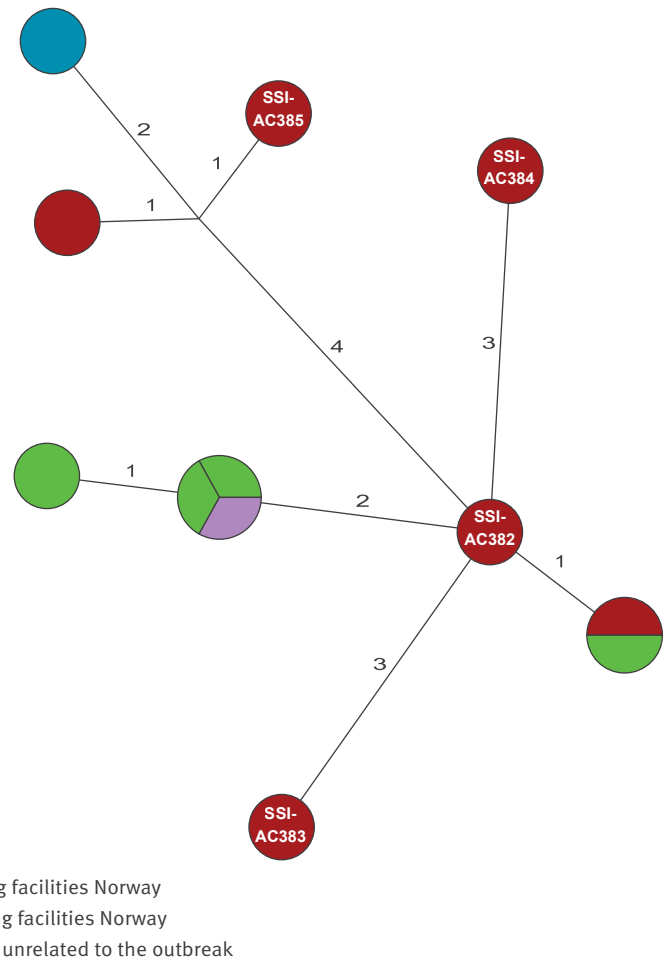 2
SSI-
AC385
1
SSI-
AC384
1
4
3
1
2
SSI-
AC382
1
3
SSI-
AC383
facilities Norway
facilities Norway
unrelated to the outbreak